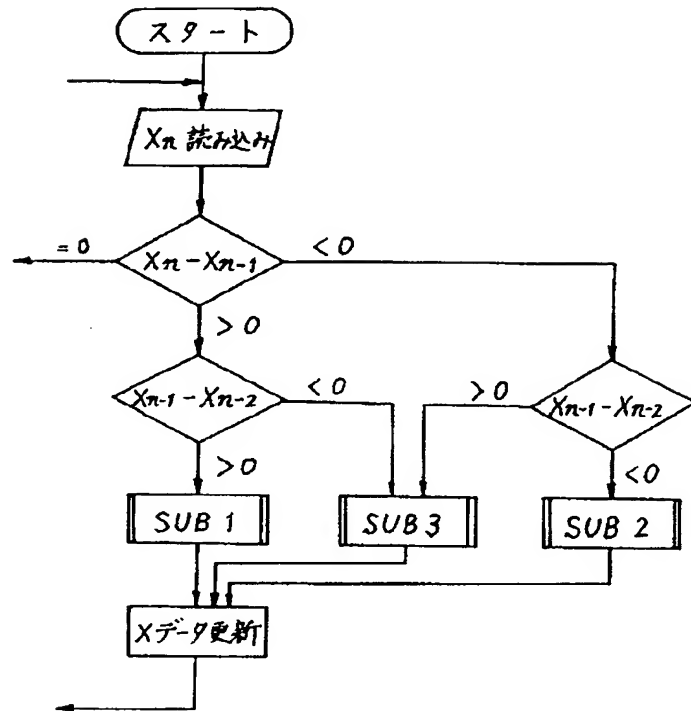 スタート
Xn 読み込み
=0
Xn-Xn-1
<0
>0
Xn-1-Xn-2
<0
>0
Xn-1-Xn-2
>0
<0
SUB 1
SUB 3
SUB 2
Xデータ更新